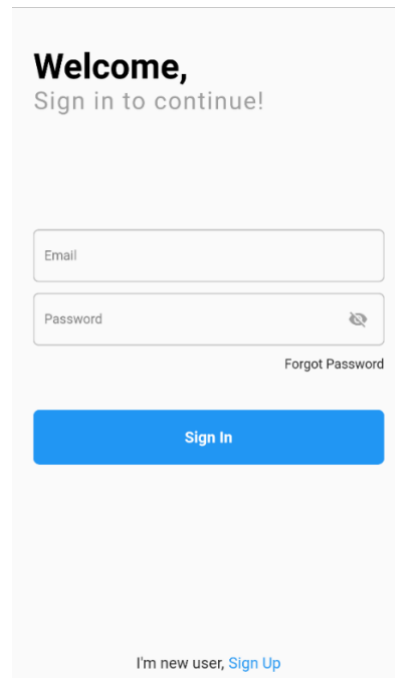 Welcome,
Sign in to continue!
Email
Password
Forgot Password
Sign In
I'm new user, Sign Up